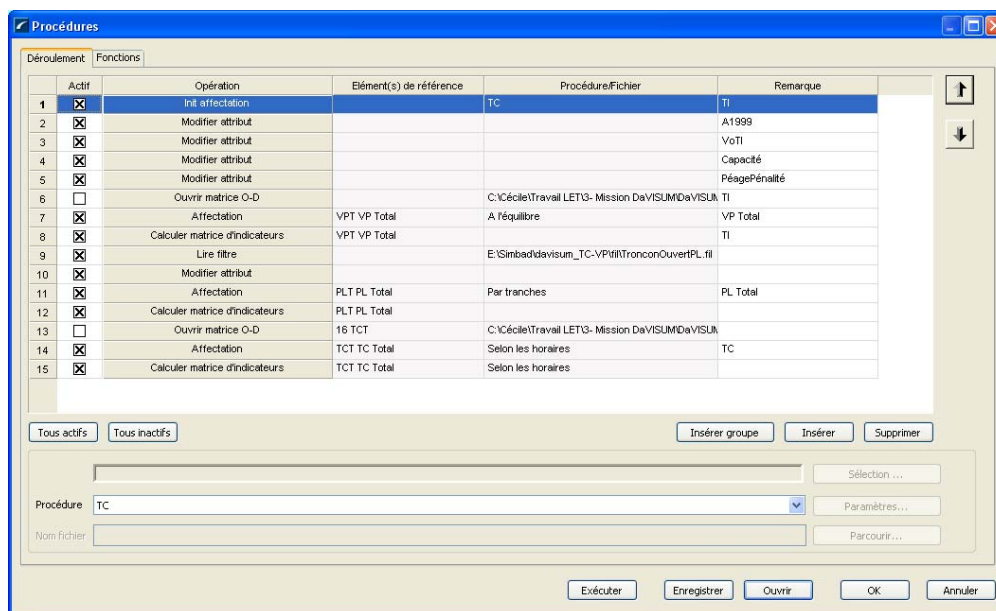 Procédures
Déroulement Fonctions
Actif Opération Elément(s) de référence Procédure/Fichier Remarque
1 Init affectation TC TI
2 Modifier attribut A1999
3 Modifier attribut VoTI
4 Modifier attribut Capacité
5 Modifier attribut PéagePénalité
6 Ouvrir matrice O-D C:\Cécile\Travail LET\3- Mission DaVISUM\DaVISUM TI
7 Affectation VPT VP Total A l'équilibre VP Total
8 Calculer matrice d'indicateurs VPT VP Total TI
9 Lire filtre E:\Simbad\davisum_TC-VP\fil\TronconOuvertPL.fil
10 Modifier attribut
11 Affectation PLT PL Total Par tranches PL Total
12 Calculer matrice d'indicateurs PLT PL Total
13 Ouvrir matrice O-D 16 TCT C:\Cécile\Travail LET\3- Mission DaVISUM\DaVISUM
14 Affectation TCT TC Total Selon les horaires TC
15 Calculer matrice d'indicateurs TCT TC Total Selon les horaires
Tous actifs Tous inactifs Insérer groupe Insérer Supprimer
Sélection ...
Procédure TC Paramètres...
Nom fichier Parcourir...
Exécuter Enregistrer Ouvrir OK Annuler